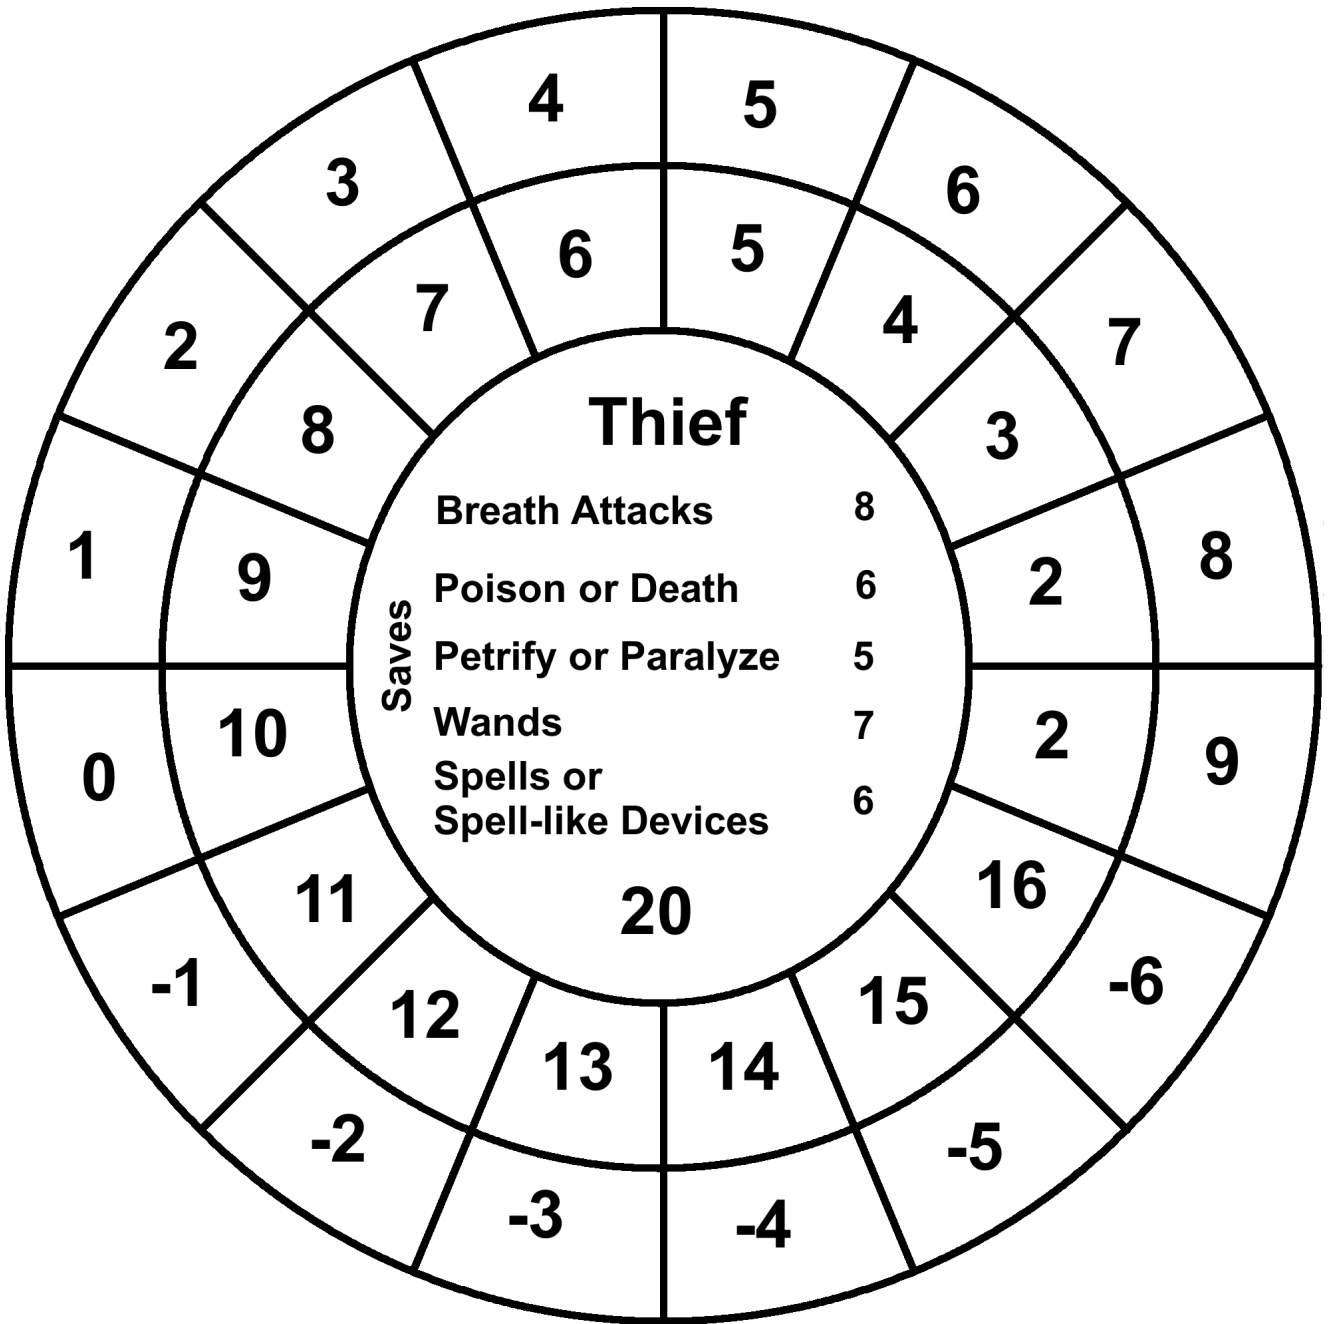 4 5
3 6
2 7
1 8
0 9
-1 -6
-2 -5
-3 -4
6 5
7 4
8 3
9 2
10 2
11 16
12 15
13 14
Thief
Saves
Breath Attacks 8
Poison or Death 6
Petrify or Paralyze 5
Wands 7
Spells or
Spell-like Devices 6
20